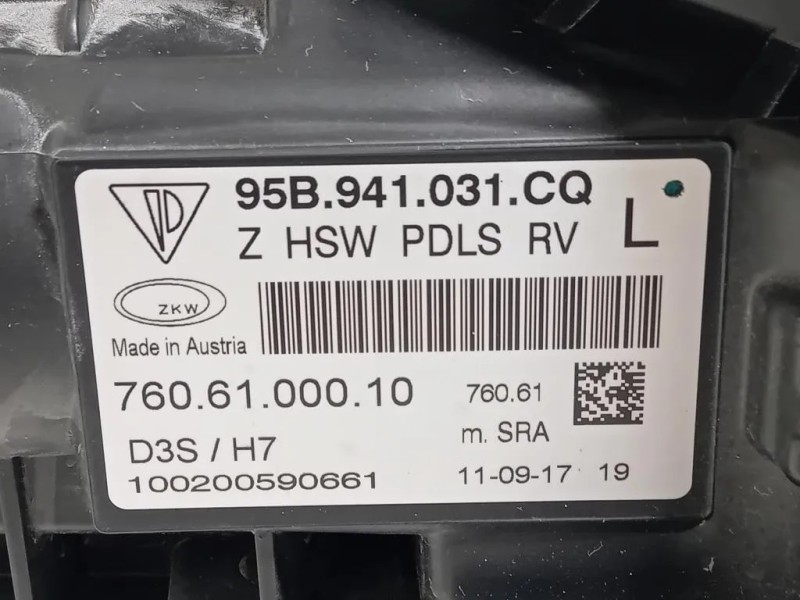 95B.941.031.CQ
Z HSW PDLS RV L
ZKW
Made in Austria
760.61.000.10 760.61
D3S / H7 m. SRA
100200590661 11-09-17 19